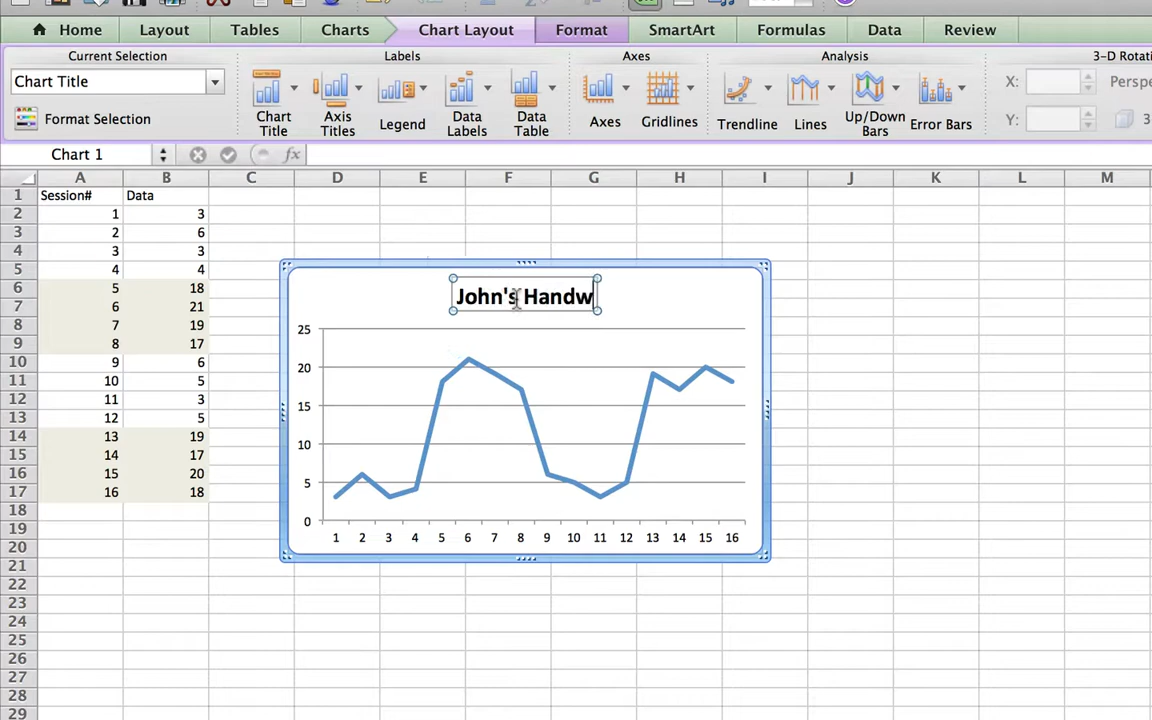 Home Layout Tables Charts Chart Layout Format SmartArt Formulas Data Review
Current Selection Labels Axes Analysis 3-D Rotati
Chart Title
Format Selection
Chart Title
Axis Titles
Legend
Data Labels
Data Table
Axes
Gridlines
Trendline
Lines
Up/Down Bars
Error Bars
X: Perspe
Y: 3
Chart 1 fx
A B C D E F G H I J K L M
1 Session# Data
2 1 3
3 2 6
4 3 3
5 4 4
6 5 18
7 6 21
8 7 19
9 8 17
10 9 6
11 10 5
12 11 3
13 12 5
14 13 19
15 14 17
16 15 20
17 16 18
18
19
20
21
22
23
24
25
26
27
28
29
John's Handw
25
20
15
10
5
0
1 2 3 4 5 6 7 8 9 10 11 12 13 14 15 16